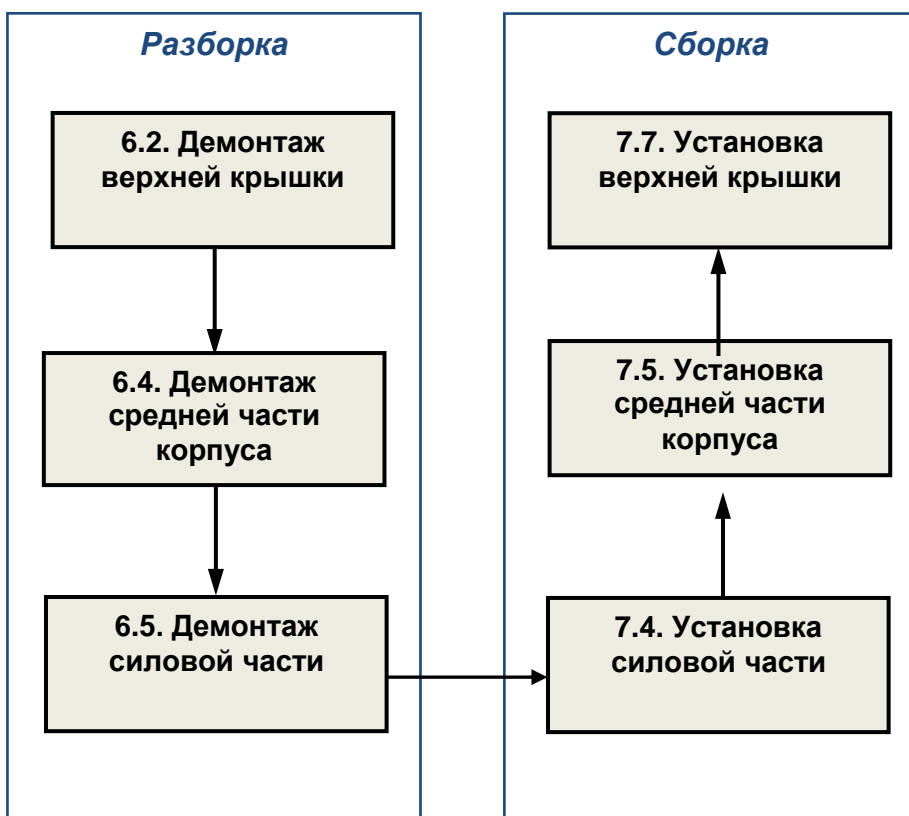 Разборка
6.2. Демонтаж
верхней крышки
6.4. Демонтаж
средней части
корпуса
6.5. Демонтаж
силовой части
Сборка
7.7. Установка
верхней крышки
7.5. Установка
средней части
корпуса
7.4. Установка
силовой части